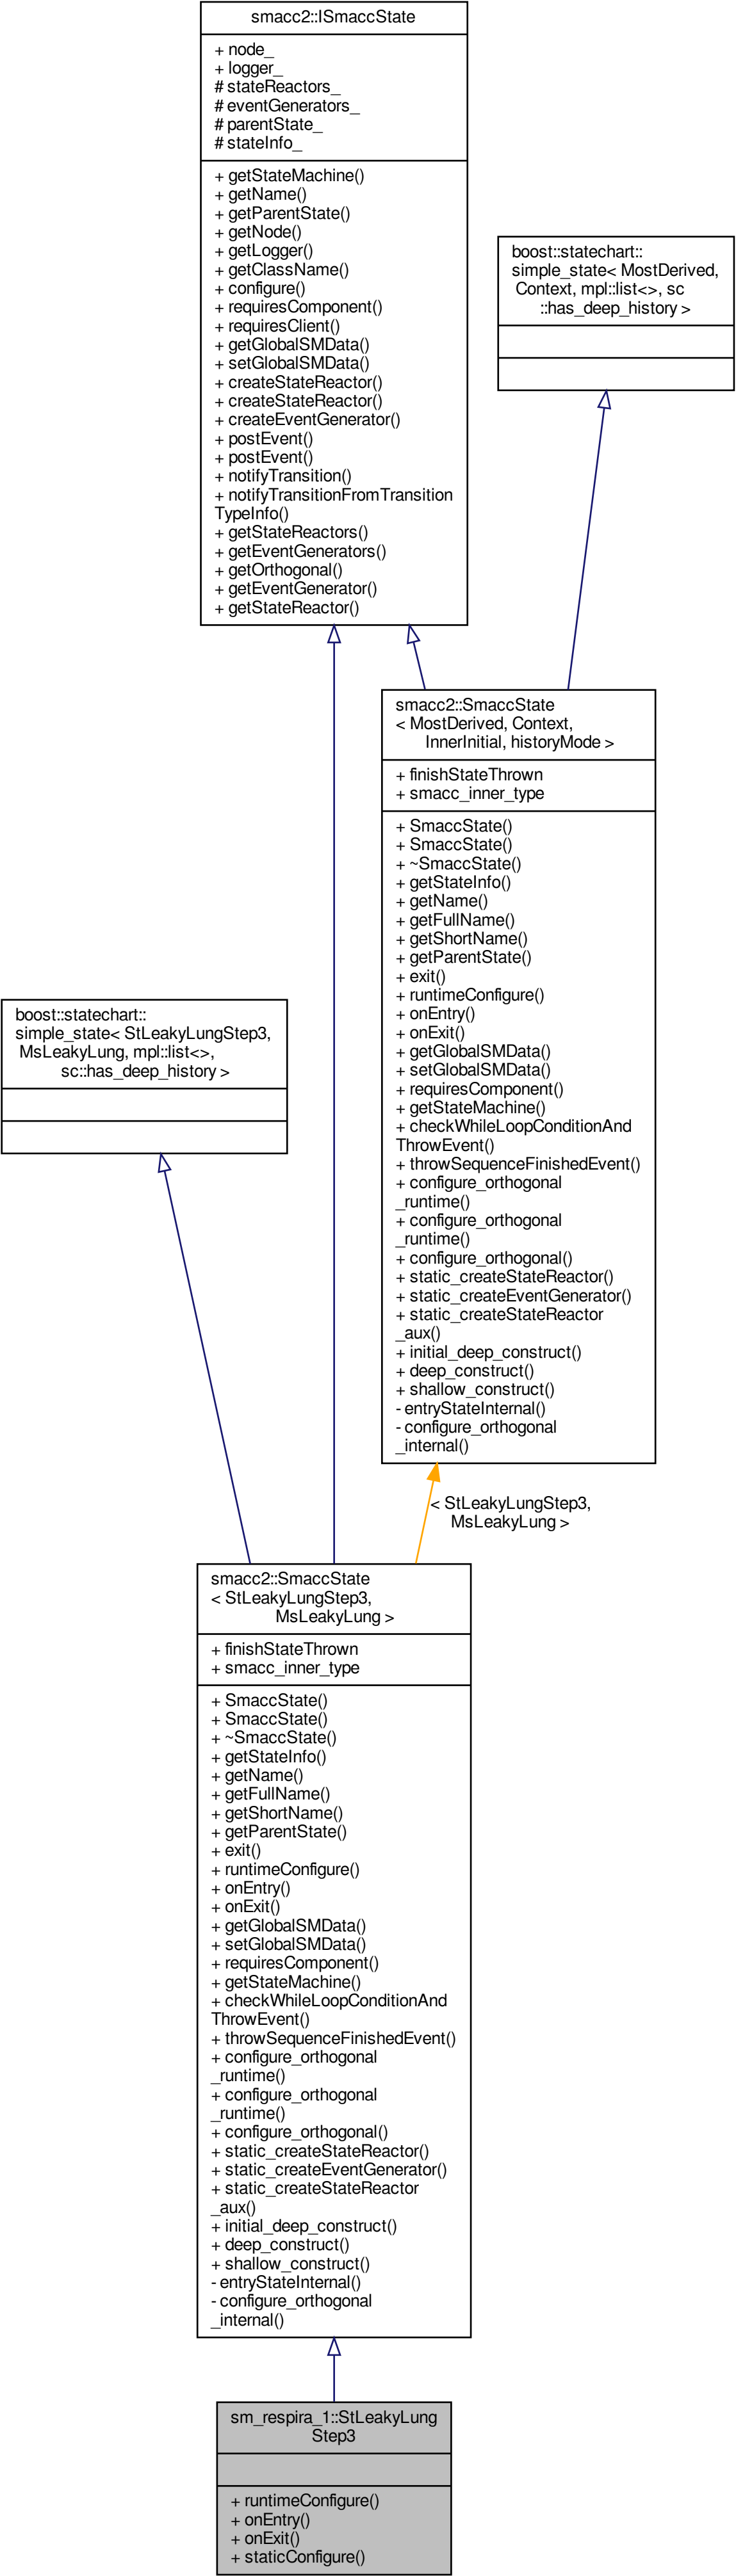 smacc2::ISmaccState
+ node_
+ logger_
# stateReactors_
# eventGenerators_
# parentState_
# stateInfo_
+ getStateMachine()
+ getName()
+ getParentState()
+ getNode()
+ getLogger()
+ getClassName()
+ configure()
+ requiresComponent()
+ requiresClient()
+ getGlobalSMData()
+ setGlobalSMData()
+ createStateReactor()
+ createStateReactor()
+ createEventGenerator()
+ postEvent()
+ postEvent()
+ notifyTransition()
+ notifyTransitionFromTransition
TypeInfo()
+ getStateReactors()
+ getEventGenerators()
+ getOrthogonal()
+ getEventGenerator()
+ getStateReactor()
boost::statechart::
simple_state< MostDerived,
Context, mpl::list<>, sc
::has_deep_history >
smacc2::SmaccState
< MostDerived, Context,
InnerInitial, historyMode >
+ finishStateThrown
+ smacc_inner_type
+ SmaccState()
+ SmaccState()
+ ~SmaccState()
+ getStateInfo()
+ getName()
+ getFullName()
+ getShortName()
+ getParentState()
+ exit()
+ runtimeConfigure()
+ onEntry()
+ onExit()
+ getGlobalSMData()
+ setGlobalSMData()
+ requiresComponent()
+ getStateMachine()
+ checkWhileLoopConditionAnd
ThrowEvent()
+ throwSequenceFinishedEvent()
+ configure_orthogonal
_runtime()
+ configure_orthogonal
_runtime()
+ configure_orthogonal()
+ static_createStateReactor()
+ static_createEventGenerator()
+ static_createStateReactor
_aux()
+ initial_deep_construct()
+ deep_construct()
+ shallow_construct()
- entryStateInternal()
- configure_orthogonal
_internal()
boost::statechart::
simple_state< StLeakyLungStep3,
MsLeakyLung, mpl::list<>,
sc::has_deep_history >
< StLeakyLungStep3,
MsLeakyLung >
smacc2::SmaccState
< StLeakyLungStep3,
MsLeakyLung >
+ finishStateThrown
+ smacc_inner_type
+ SmaccState()
+ SmaccState()
+ ~SmaccState()
+ getStateInfo()
+ getName()
+ getFullName()
+ getShortName()
+ getParentState()
+ exit()
+ runtimeConfigure()
+ onEntry()
+ onExit()
+ getGlobalSMData()
+ setGlobalSMData()
+ requiresComponent()
+ getStateMachine()
+ checkWhileLoopConditionAnd
ThrowEvent()
+ throwSequenceFinishedEvent()
+ configure_orthogonal
_runtime()
+ configure_orthogonal
_runtime()
+ configure_orthogonal()
+ static_createStateReactor()
+ static_createEventGenerator()
+ static_createStateReactor
_aux()
+ initial_deep_construct()
+ deep_construct()
+ shallow_construct()
- entryStateInternal()
- configure_orthogonal
_internal()
sm_respira_1::StLeakyLung
Step3
+ runtimeConfigure()
+ onEntry()
+ onExit()
+ staticConfigure()